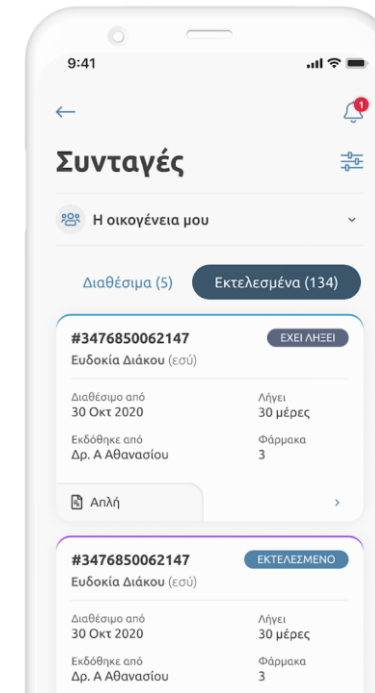 9:41
1
Συνταγές
Η οικογένεια μου
Διαθέσιμα (5) Εκτελεσμένα (134)
#3476850062147 ΕΧΕΙ ΛΗΞΕΙ
Ευδοκία Διάκου (εσύ)
Διαθέσιμο από Λήγει
30 Οκτ 2020 30 μέρες
Εκδόθηκε από Φάρμακα
Δρ. Α Αθανασίου 3
Απλή
#3476850062147 ΕΚΤΕΛΕΣΜΕΝΟ
Ευδοκία Διάκου (εσύ)
Διαθέσιμο από Λήγει
30 Οκτ 2020 30 μέρες
Εκδόθηκε από Φάρμακα
Δρ. Α Αθανασίου 3